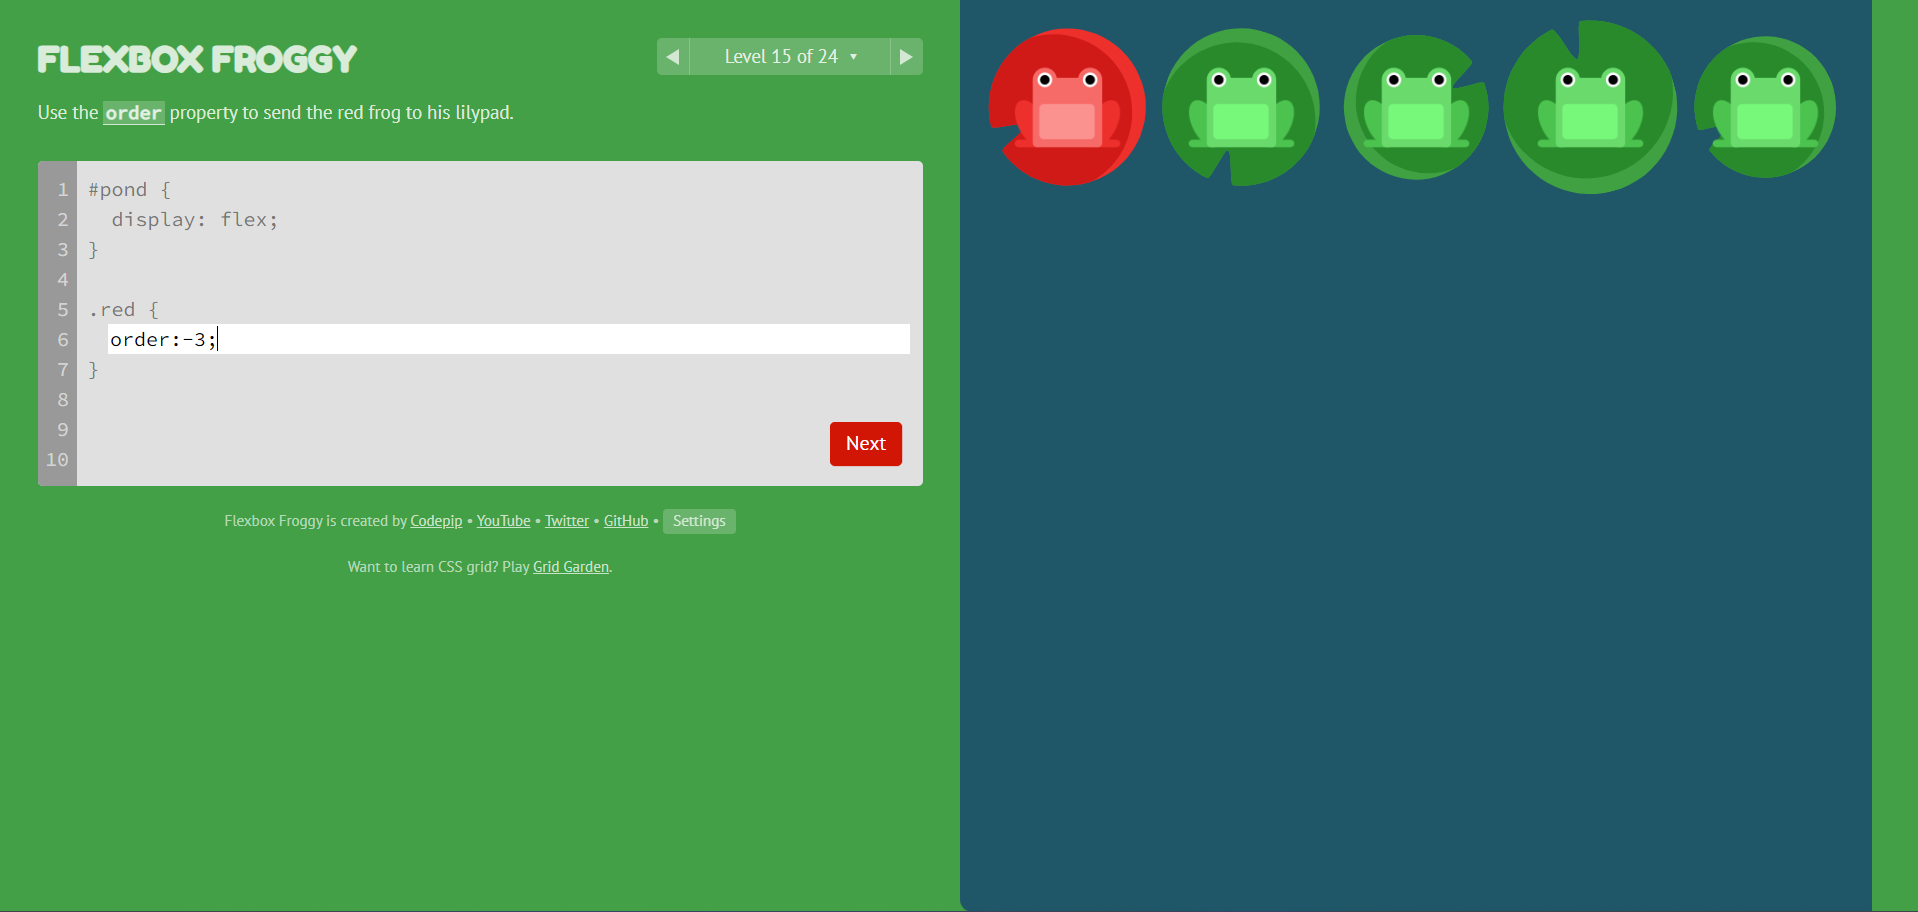 FLEXBOX FROGGY
Level 15 of 24
Use the order property to send the red frog to his lilypad.
1 #pond {
2 display: flex;
3 }
4
5 .red {
6 order:-3;
7 }
8
9
10
Next
Flexbox Froggy is created by Codepip • YouTube • Twitter • GitHub • Settings
Want to learn CSS grid? Play Grid Garden.